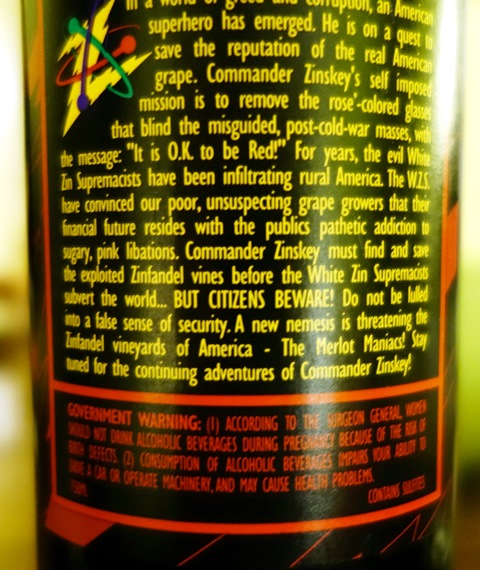 In a world of greed and corruption, an American
superhero has emerged. He is on a quest to
save the reputation of the real American
grape. Commander Zinskey's self imposed
mission is to remove the rose'-colored glasses
that blind the misguided, post-cold-war masses, with
the message: "It is O.K. to be Red!" For years, the evil White
Zin Supremacists have been infiltrating rural America. The W.Z.S.
have convinced our poor, unsuspecting grape growers that their
financial future resides with the publics pathetic addiction to
sugary, pink libations. Commander Zinskey must find and save
the exploited Zinfandel vines before the White Zin Supremacists
subvert the world... BUT CITIZENS BEWARE! Do not be lulled
into a false sense of security. A new nemesis is threatening the
Zinfandel vineyards of America - The Merlot Maniacs! Stay
tuned for the continuing adventures of Commander Zinskey!
GOVERNMENT WARNING: (1) ACCORDING TO THE SURGEON GENERAL WOMEN
SHOULD NOT DRINK ALCOHOLIC BEVERAGES DURING PREGNANCY BECAUSE OF THE RISK OF
BIRTH DEFECTS. (2) CONSUMPTION OF ALCOHOLIC BEVERAGES IMPAIRS YOUR ABILITY TO
DRIVE A CAR OR OPERATE MACHINERY, AND MAY CAUSE HEALTH PROBLEMS.
750ML CONTAINS SULFITES